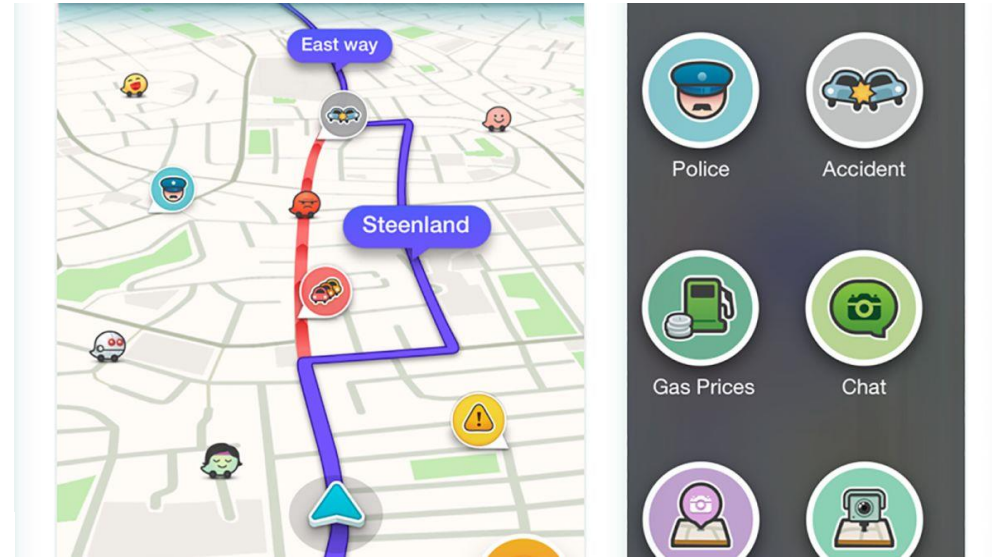 East way
Steenland
Police
Accident
Gas Prices
Chat